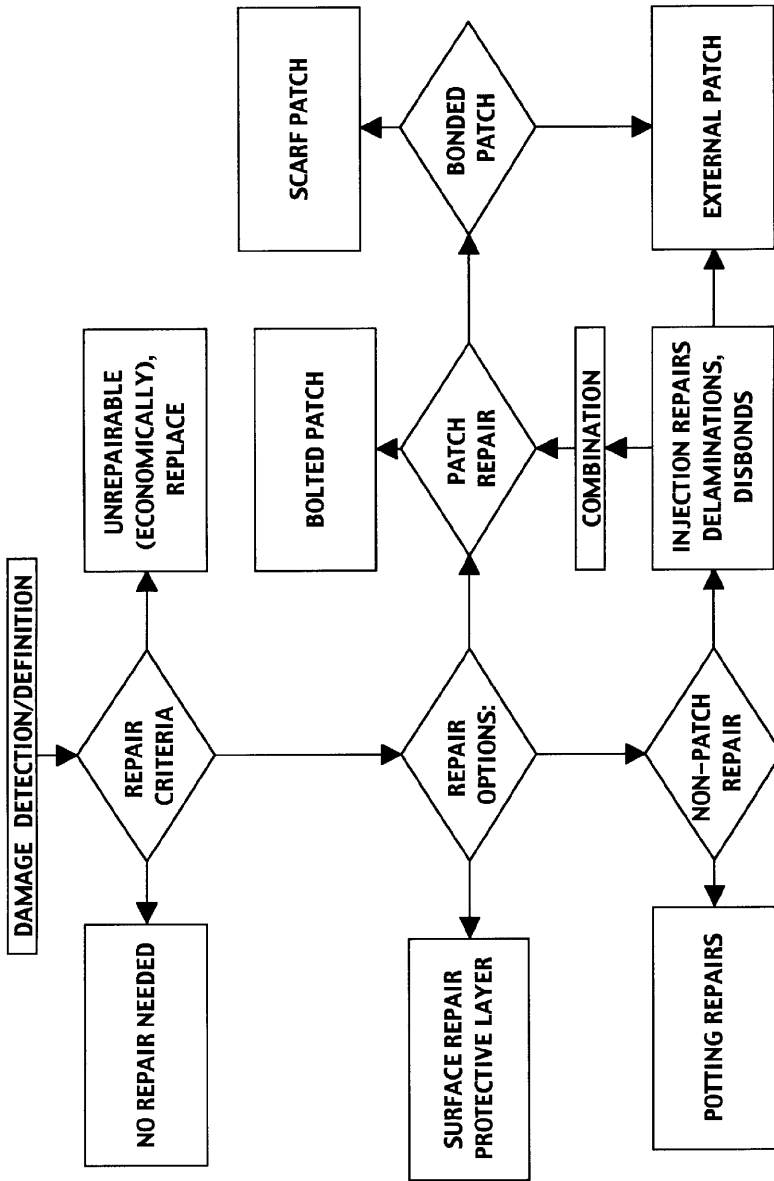 DAMAGE DETECTION/DEFINITION
NO REPAIR NEEDED
REPAIR
CRITERIA
UNREPAIRABLE
(ECONOMICALLY),
REPLACE
SURFACE REPAIR
PROTECTIVE LAYER
REPAIR
OPTIONS:
BOLTED PATCH
PATCH
REPAIR
SCARF PATCH
BONDED
PATCH
COMBINATION
POTTING REPAIRS
NON-PATCH
REPAIR
INJECTION REPAIRS
DELAMINATIONS,
DISBONDS
EXTERNAL PATCH